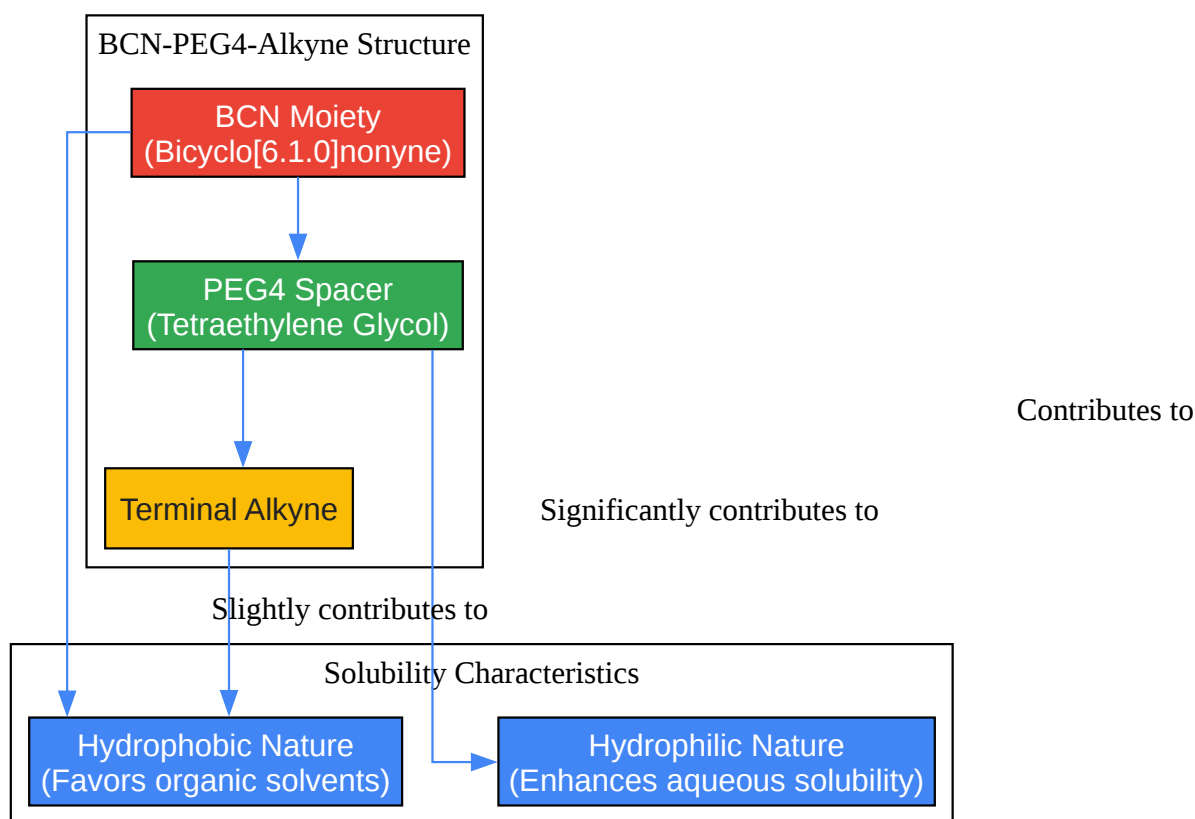 BCN-PEG4-Alkyne Structure
BCN Moiety
(Bicyclo[6.1.0]nonyne)
PEG4 Spacer
(Tetraethylene Glycol)
Contributes to
Terminal Alkyne
Significantly contributes to
Slightly contributes to
Solubility Characteristics
Hydrophobic Nature
(Favors organic solvents)
Hydrophilic Nature
(Enhances aqueous solubility)